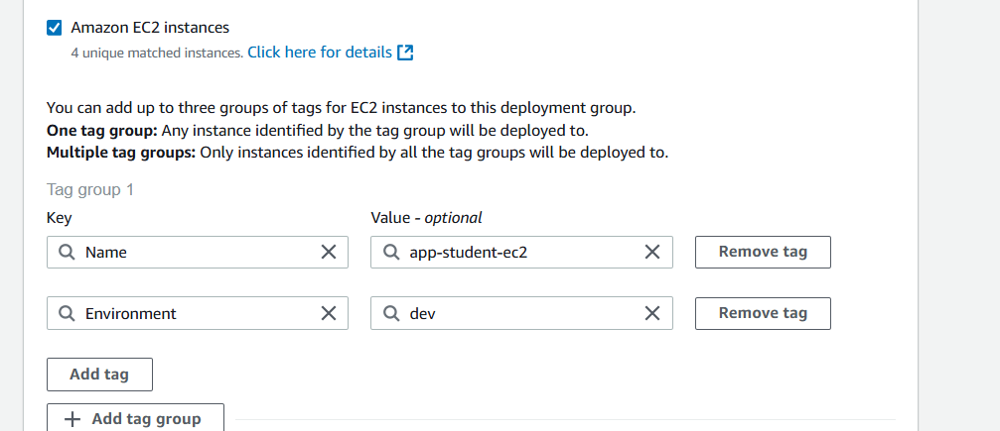 Amazon EC2 instances
4 unique matched instances. Click here for details
You can add up to three groups of tags for EC2 instances to this deployment group.
One tag group: Any instance identified by the tag group will be deployed to.
Multiple tag groups: Only instances identified by all the tag groups will be deployed to.
Tag group 1
Key Value - optional
Name app-student-ec2 Remove tag
Environment dev Remove tag
Add tag
Add tag group